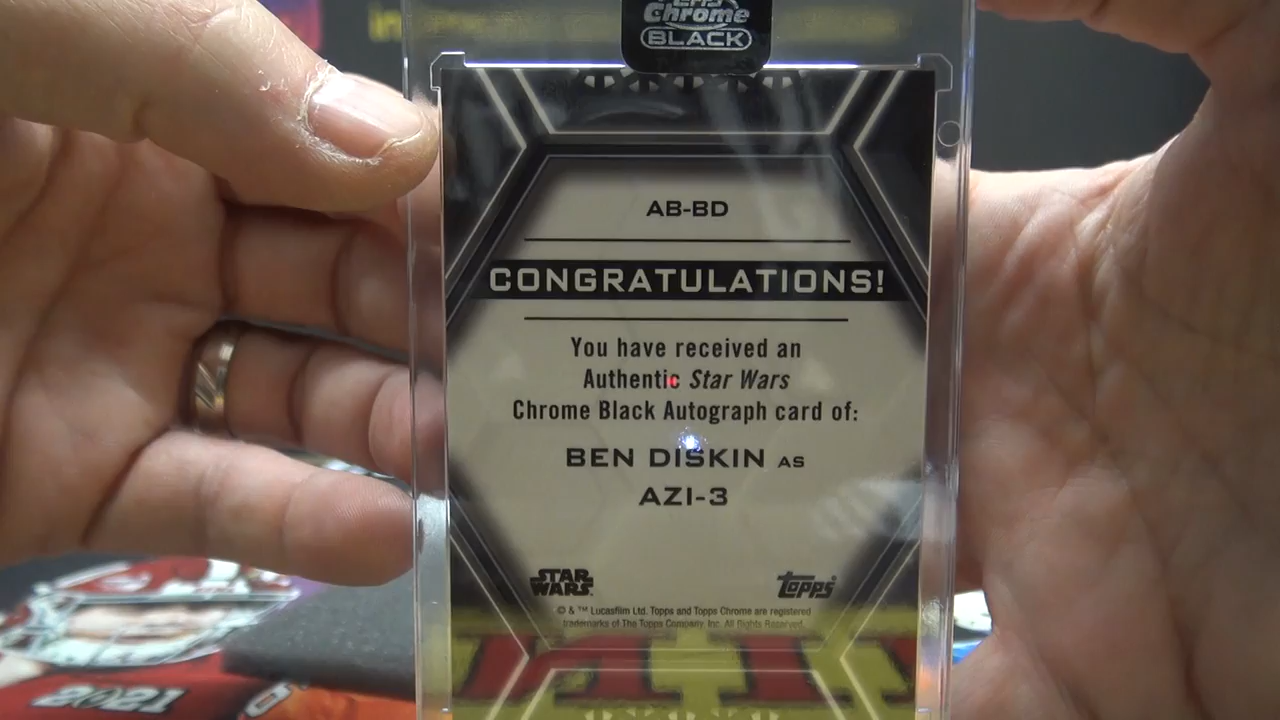 Chrome
BLACK
AB-BD
CONGRATULATIONS!
You have received an
Authentic Star Wars
Chrome Black Autograph card of:
BEN DISKIN AS
AZI-3
STAR
WARS
Topps
© & ™ Lucasfilm Ltd. Topps and Topps Chrome are registered
trademarks of The Topps Company, Inc. All Rights Reserved.
2021